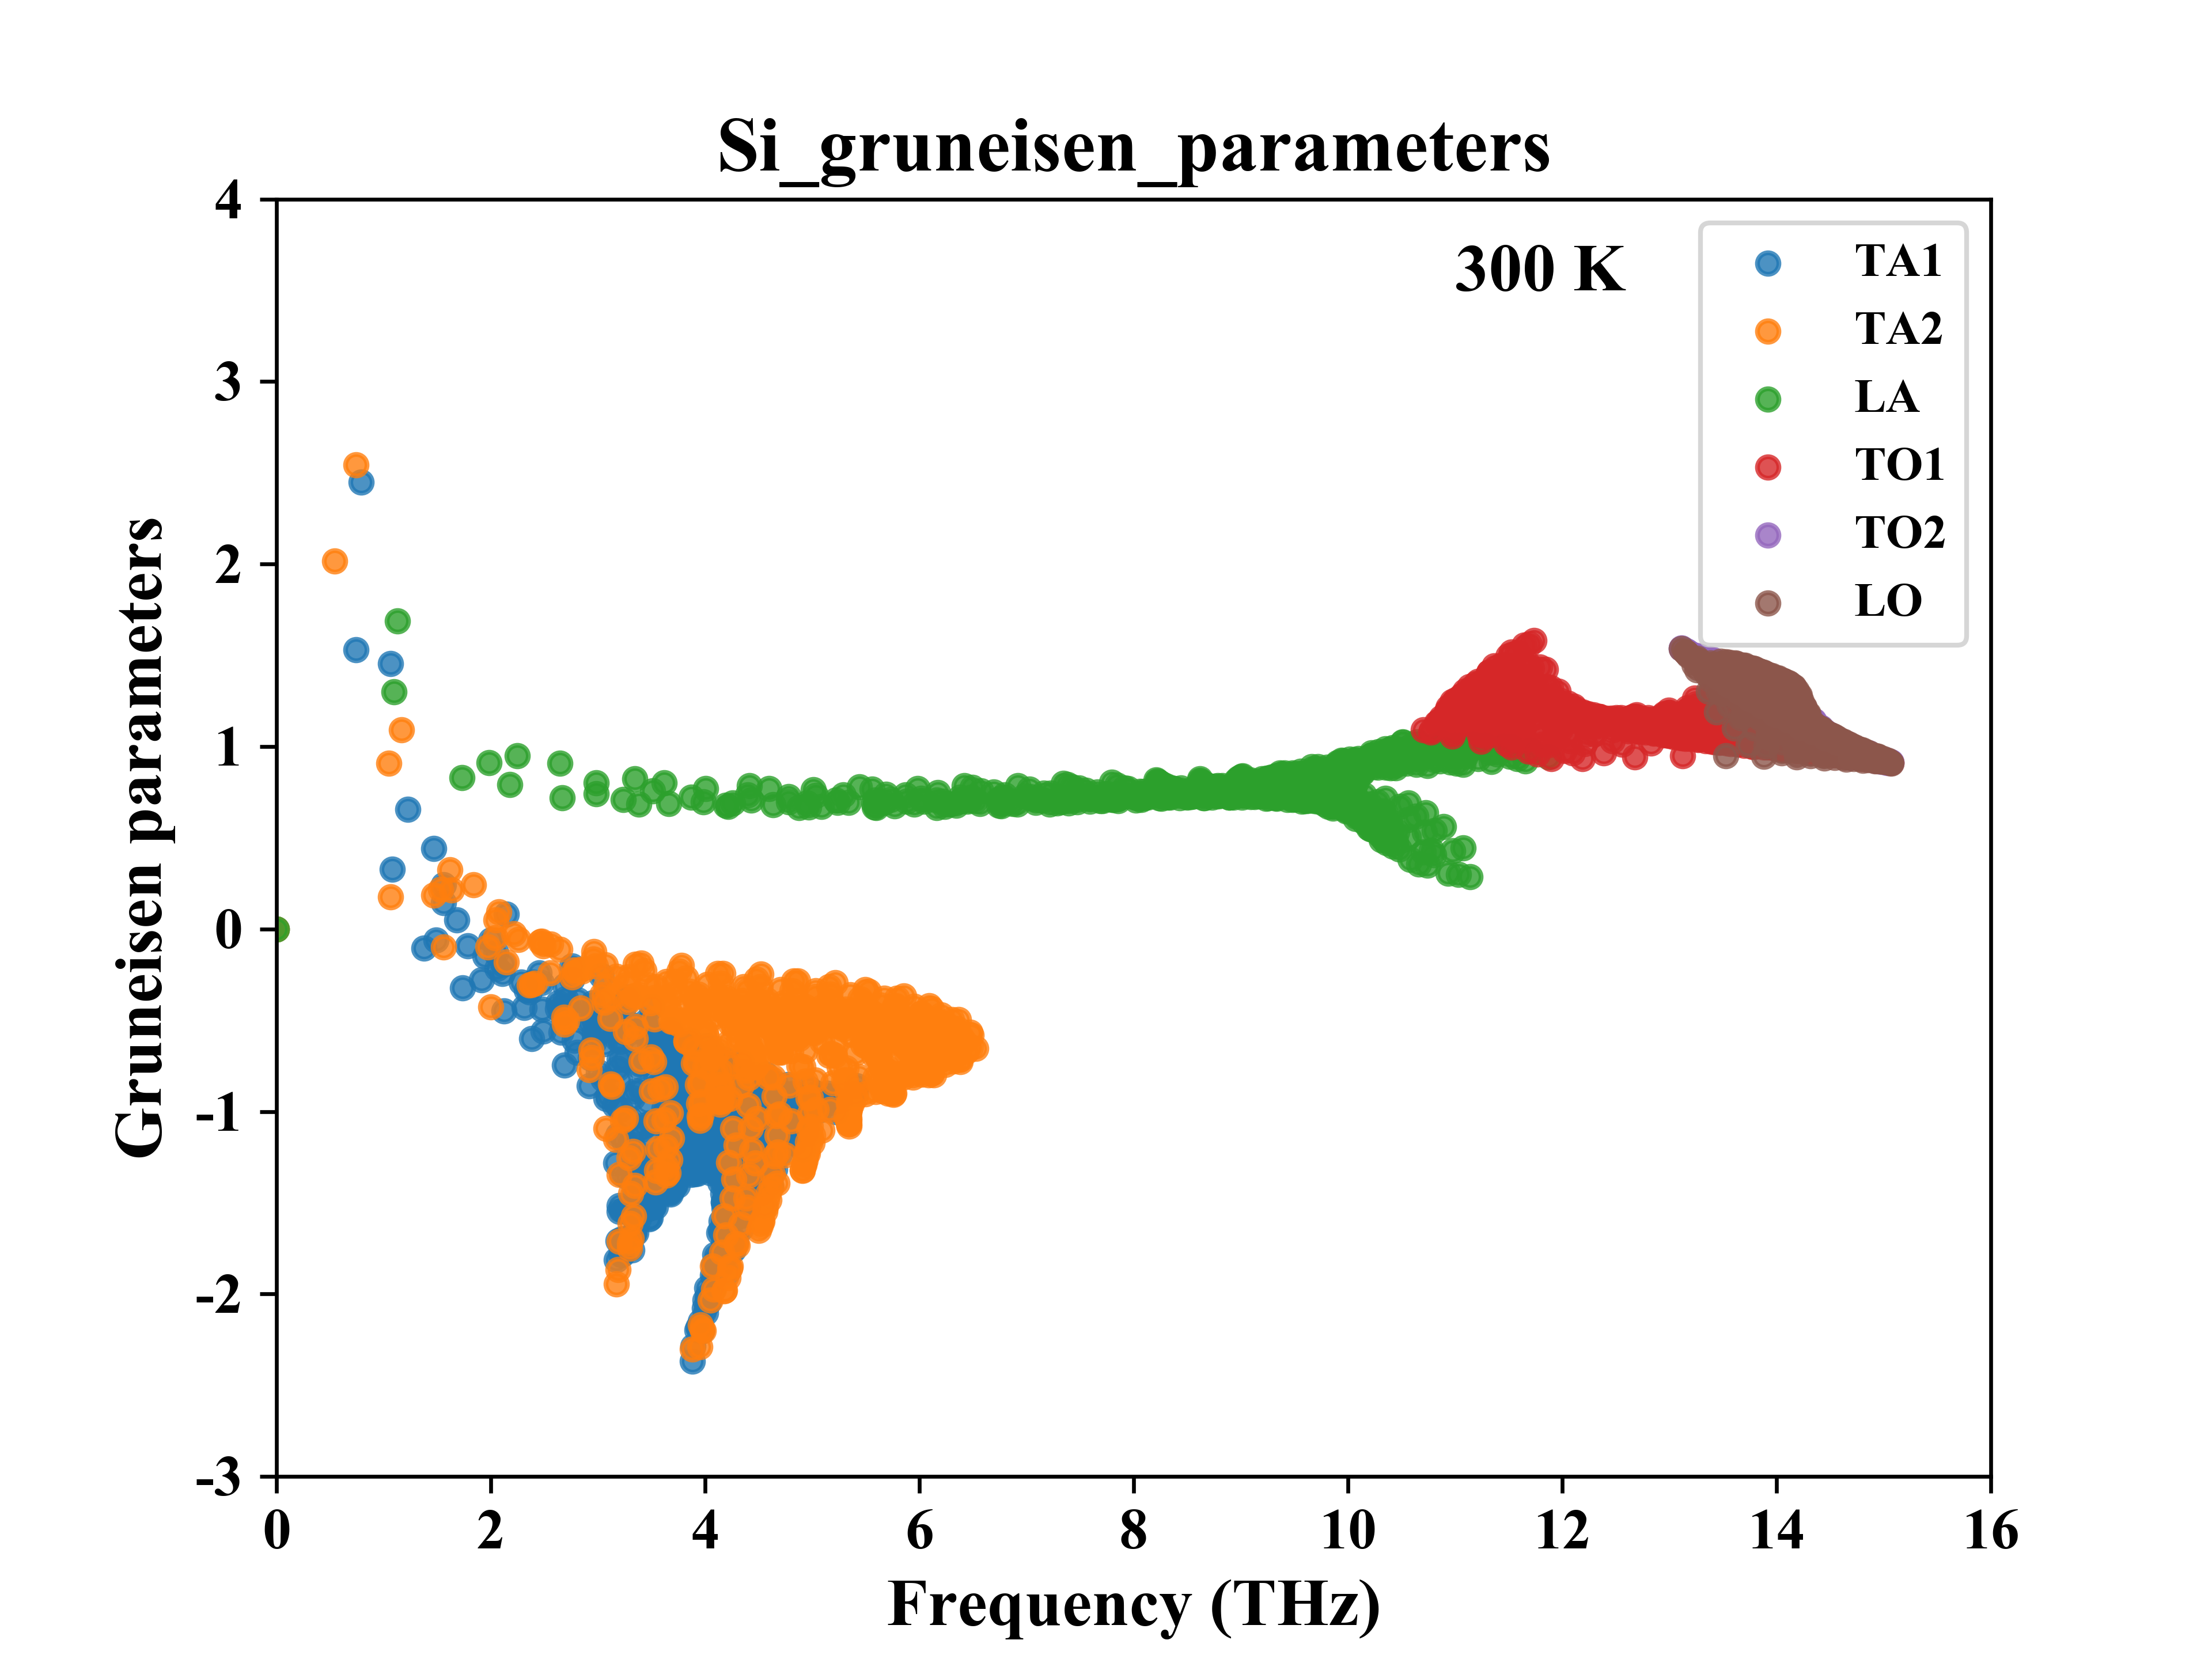 Si_gruneisen_parameters
300 K
TA1
TA2
LA
TO1
TO2
LO
Gruneisen parameters
4
3
2
1
0
-1
-2
-3
0 2 4 6 8 10 12 14 16
Frequency (THz)